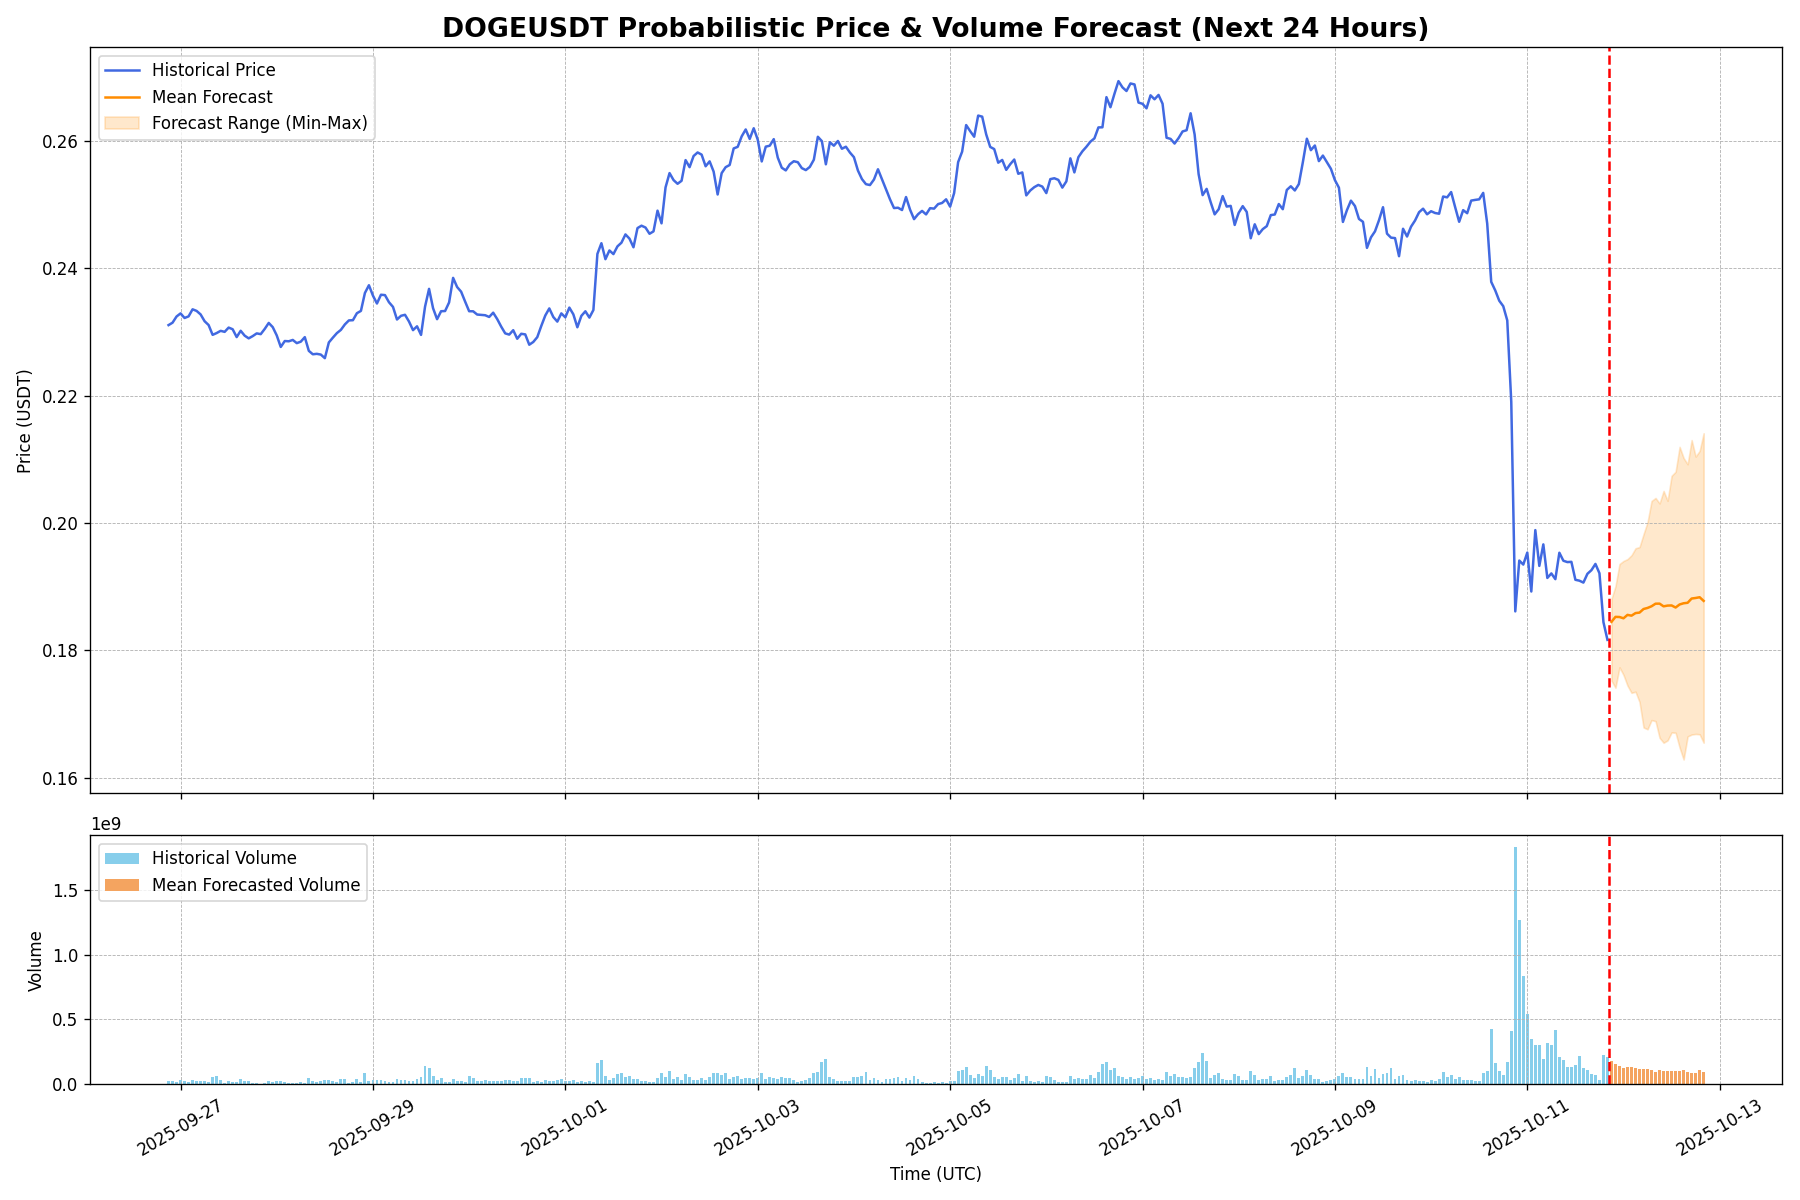 DOGEUSDT Probabilistic Price & Volume Forecast (Next 24 Hours)
Historical Price
Mean Forecast
Forecast Range (Min-Max)
Price (USDT)
0.26
0.24
0.22
0.20
0.18
0.16
1e9
Historical Volume
Mean Forecasted Volume
Volume
1.5
1.0
0.5
0.0
2025-09-27
2025-09-29
2025-10-01
2025-10-03
2025-10-05
2025-10-07
2025-10-09
2025-10-11
2025-10-13
Time (UTC)